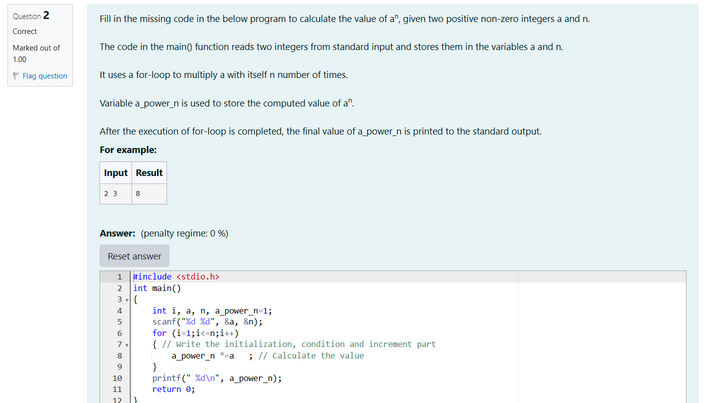 Question 2
Correct
Marked out of
1.00
Flag question
Fill in the missing code in the below program to calculate the value of aⁿ, given two positive non-zero integers a and n.
The code in the main() function reads two integers from standard input and stores them in the variables a and n.
It uses a for-loop to multiply a with itself n number of times.
Variable a_power_n is used to store the computed value of aⁿ.
After the execution of for-loop is completed, the final value of a_power_n is printed to the standard output.
For example:
Input Result
2 3 8
Answer: (penalty regime: 0 %)
Reset answer
1 #include <stdio.h>
2 int main()
3 {
4 int i, a, n, a_power_n=1;
5 scanf("%d %d", &a, &n);
6 for (i=1;i<=n;i++)
7 { // Write the initialization, condition and increment part
8 a_power_n *=a ; // Calculate the value
9 }
10 printf(" %d\n", a_power_n);
11 return 0;
12 }